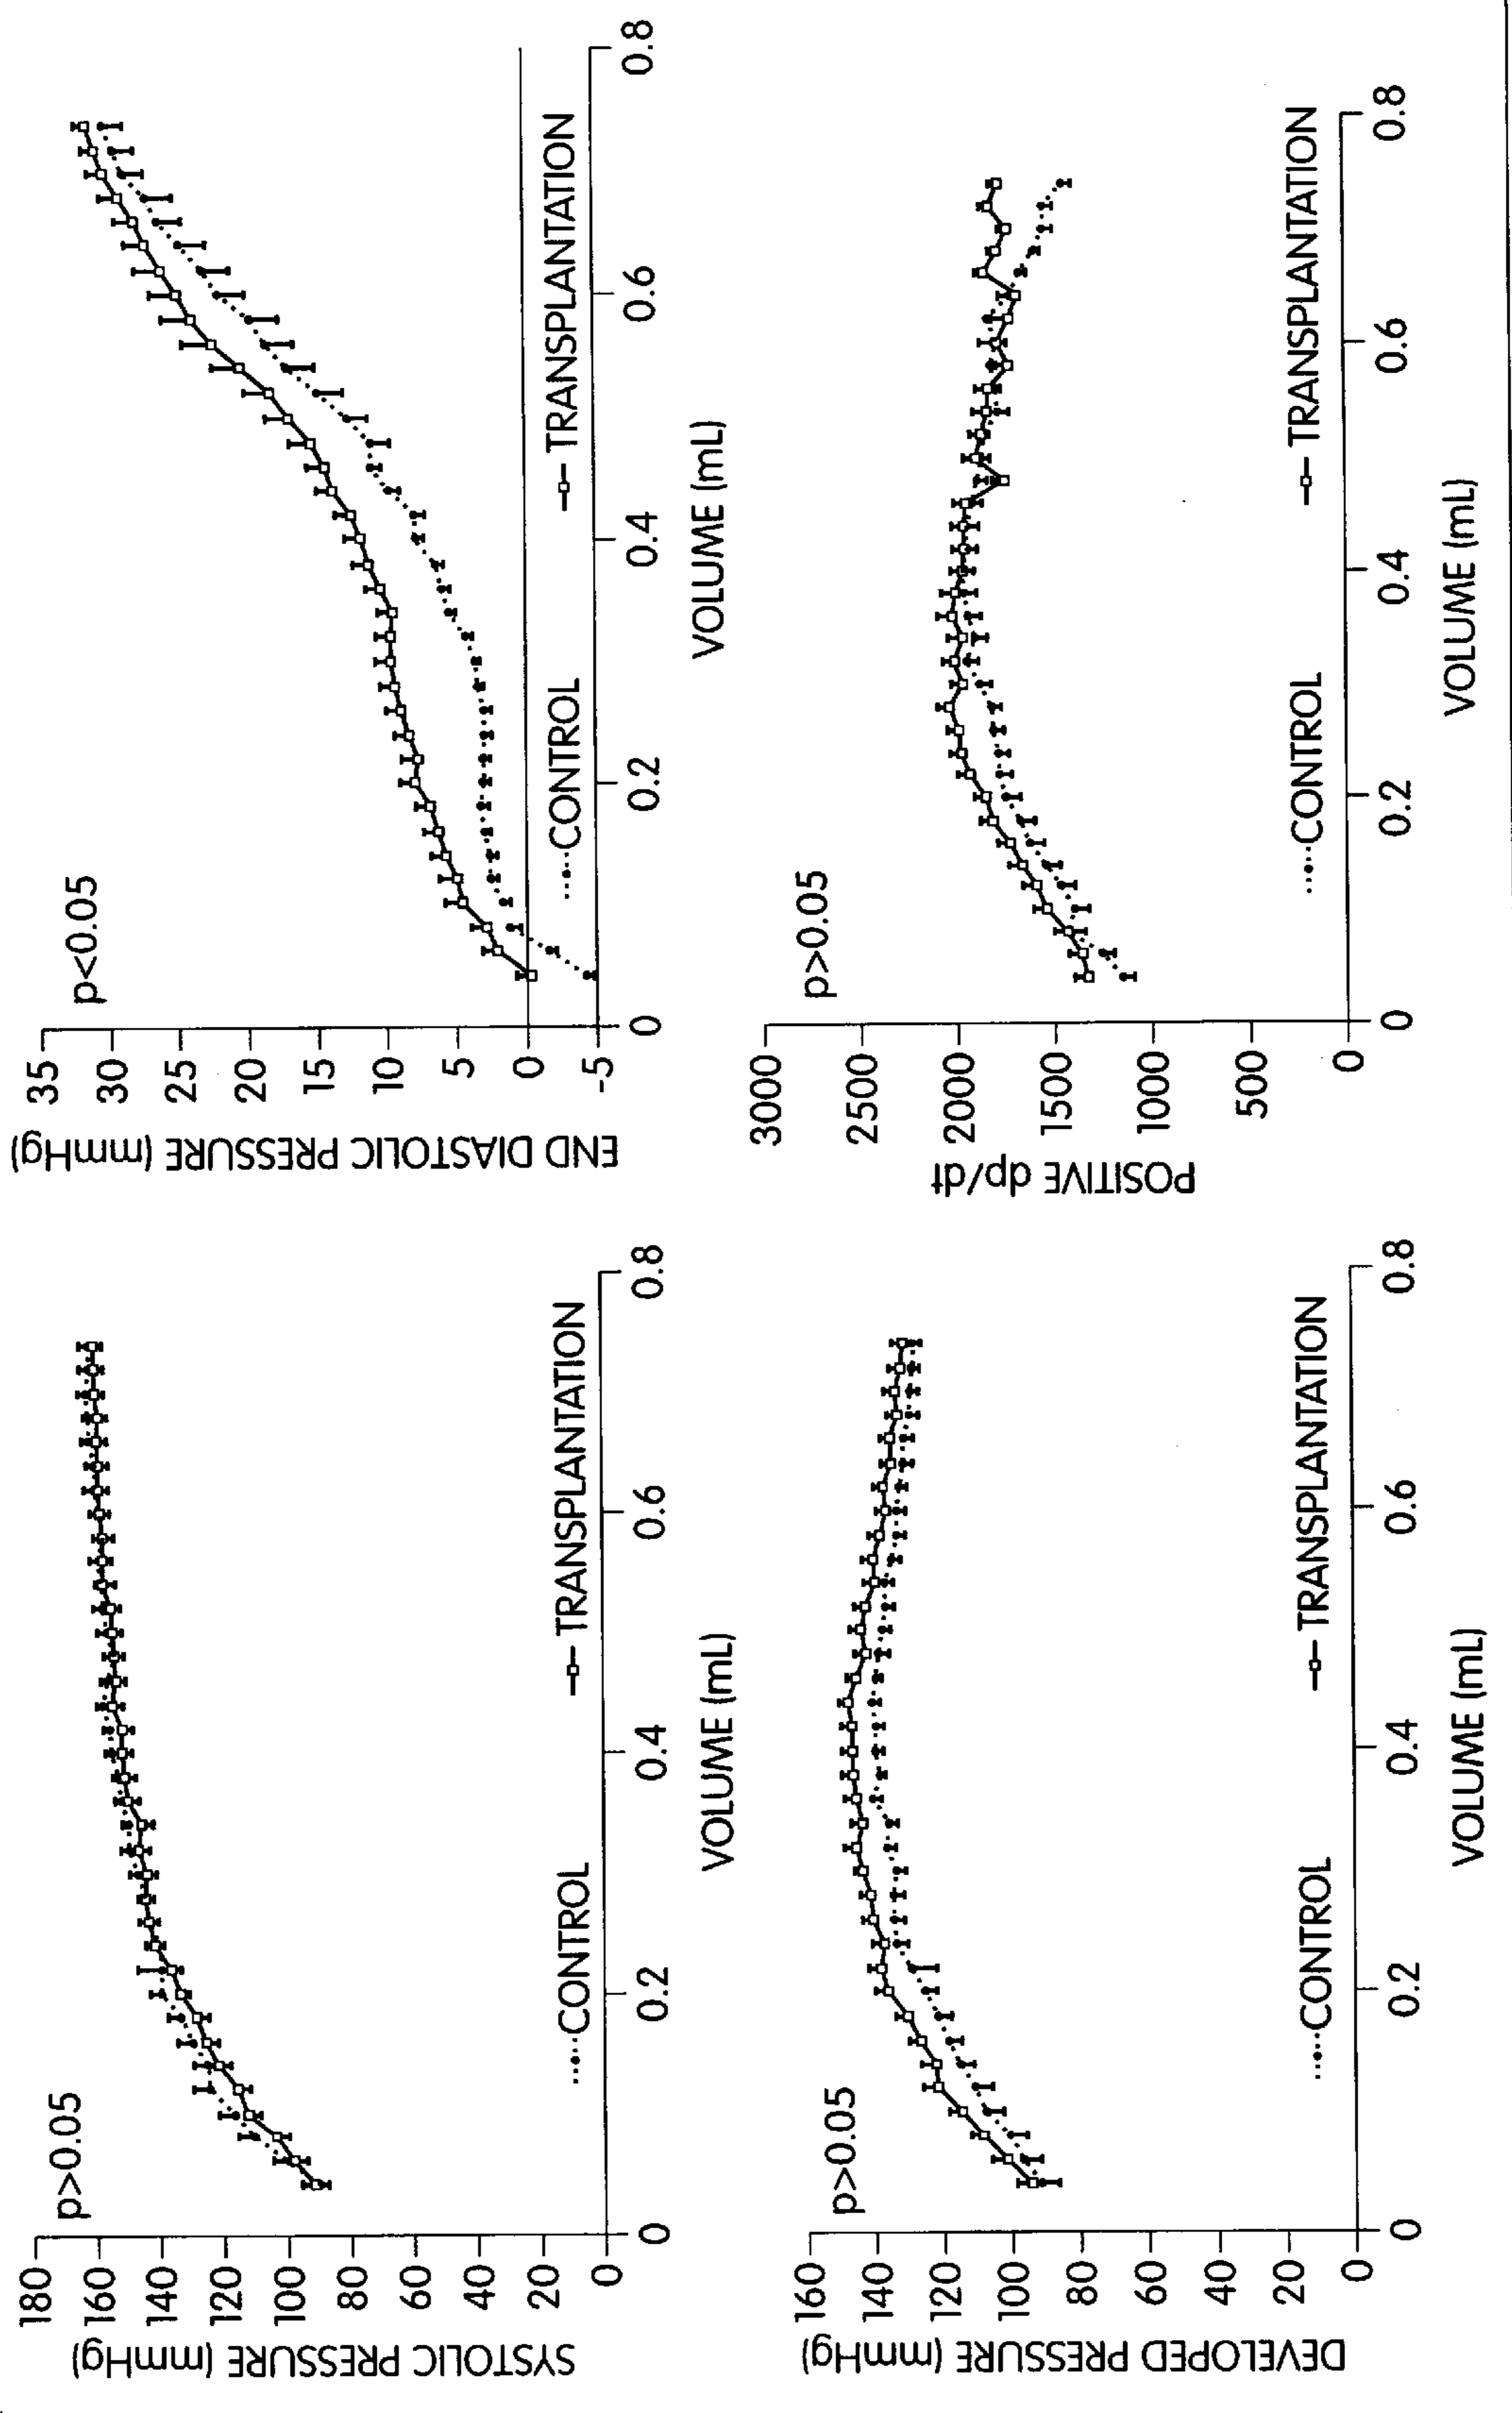 SYSTOLIC PRESSURE (mmHg)
180
160
140
120
100
80
60
40
20
0
p>0.05
CONTROL
TRANSPLANTATION
0
0.2
0.4
0.6
0.8
VOLUME (mL)
END DIASTOLIC PRESSURE (mmHg)
35
30
25
20
15
10
5
0
-5
p<0.05
CONTROL
TRANSPLANTATION
0
0.2
0.4
0.6
0.8
VOLUME (mL)
DEVELOPED PRESSURE (mmHg)
160
140
120
100
80
60
40
20
0
p>0.05
CONTROL
TRANSPLANTATION
0
0.2
0.4
0.6
0.8
VOLUME (mL)
POSITIVE dp/dt
3000
2500
2000
1500
1000
500
0
p>0.05
CONTROL
TRANSPLANTATION
0
0.2
0.4
0.6
0.8
VOLUME (mL)